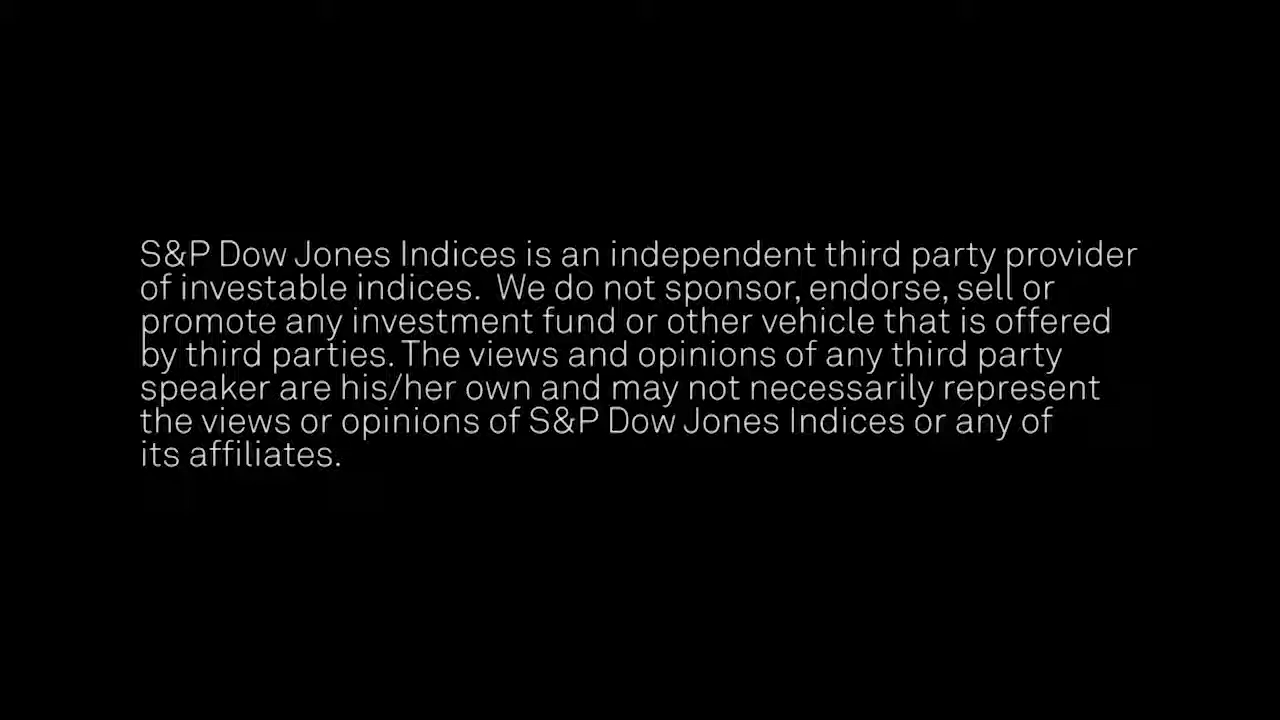 S&P Dow Jones Indices is an independent third party provider
of investable indices.  We do not sponsor, endorse, sell or
promote any investment fund or other vehicle that is offered
by third parties. The views and opinions of any third party
speaker are his/her own and may not necessarily represent
the views or opinions of S&P Dow Jones Indices or any of
its affiliates.